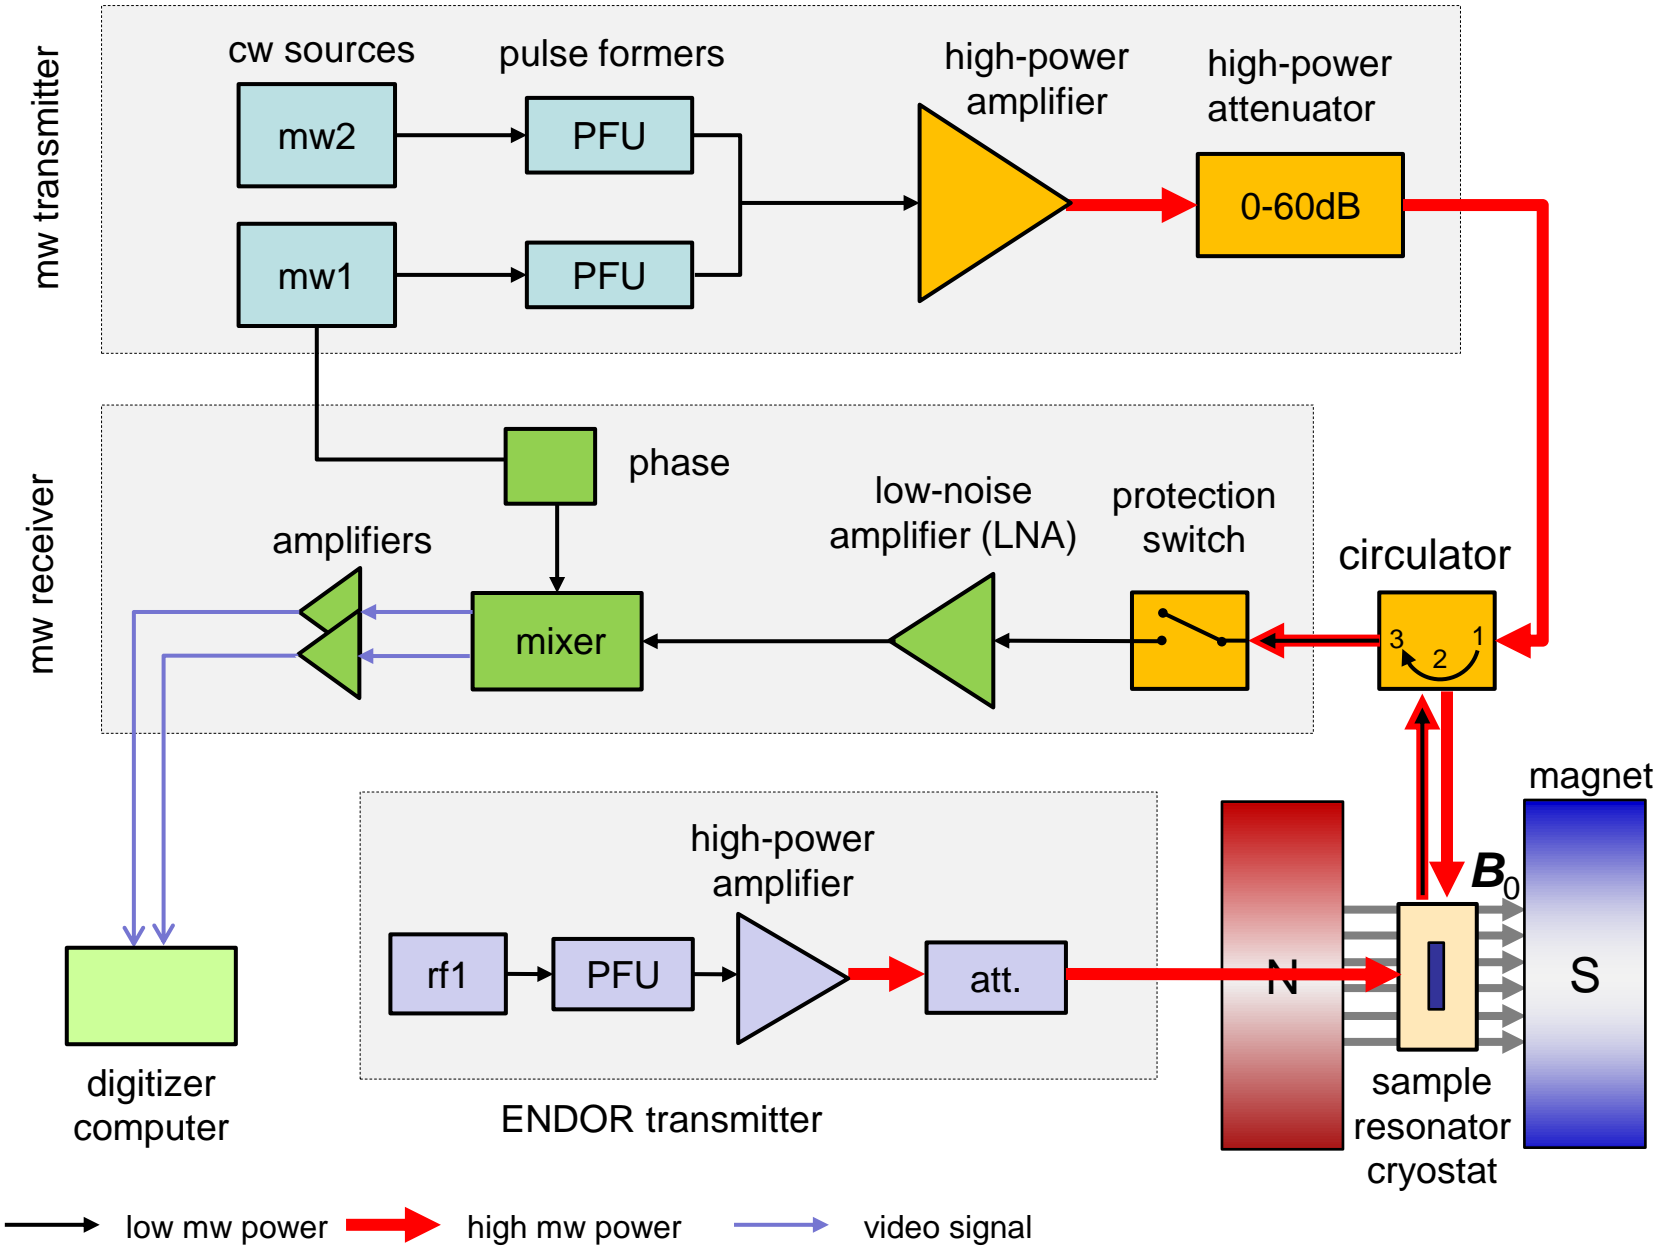 mw transmitter
cw sources
pulse formers
high-power
amplifier
high-power
attenuator
mw2
PFU
0-60dB
mw1
PFU
mw receiver
phase
low-noise
amplifier (LNA)
protection
switch
amplifiers
circulator
mixer
3
2
1
magnet
B0
high-power
amplifier
rf1
PFU
att.
N
S
digitizer
computer
ENDOR transmitter
sample
resonator
cryostat
low mw power
high mw power
video signal